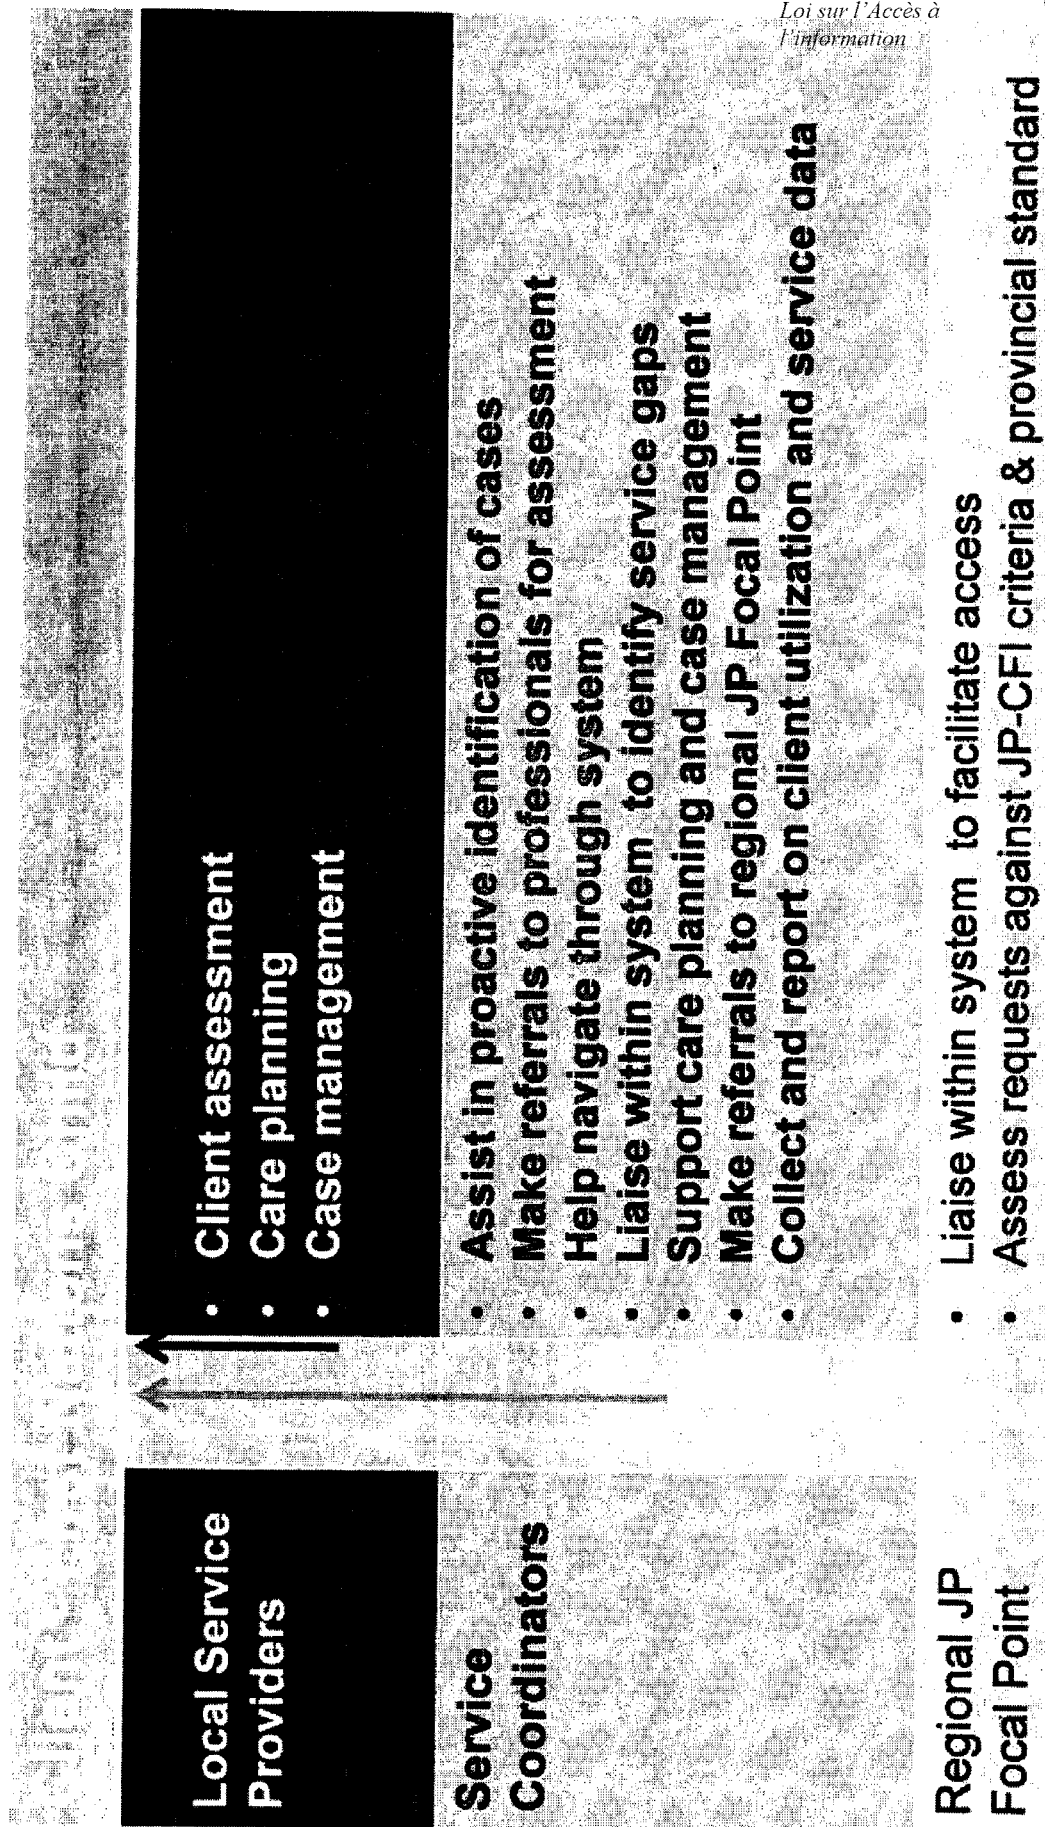 Loi sur l'Accès à
l'information
Local Service
Providers
• Client assessment
• Care planning
• Case management
Service
Coordinators
• Assist in proactive identification of cases
• Make referrals to professionals for assessment
• Help navigate through system
• Liaise within system to identify service gaps
• Support care planning and case management
• Make referrals to regional JP Focal Point
• Collect and report on client utilization and service data
Regional JP
Focal Point
• Liaise within system to facilitate access
• Assess requests against JP-CFI criteria & provincial standard